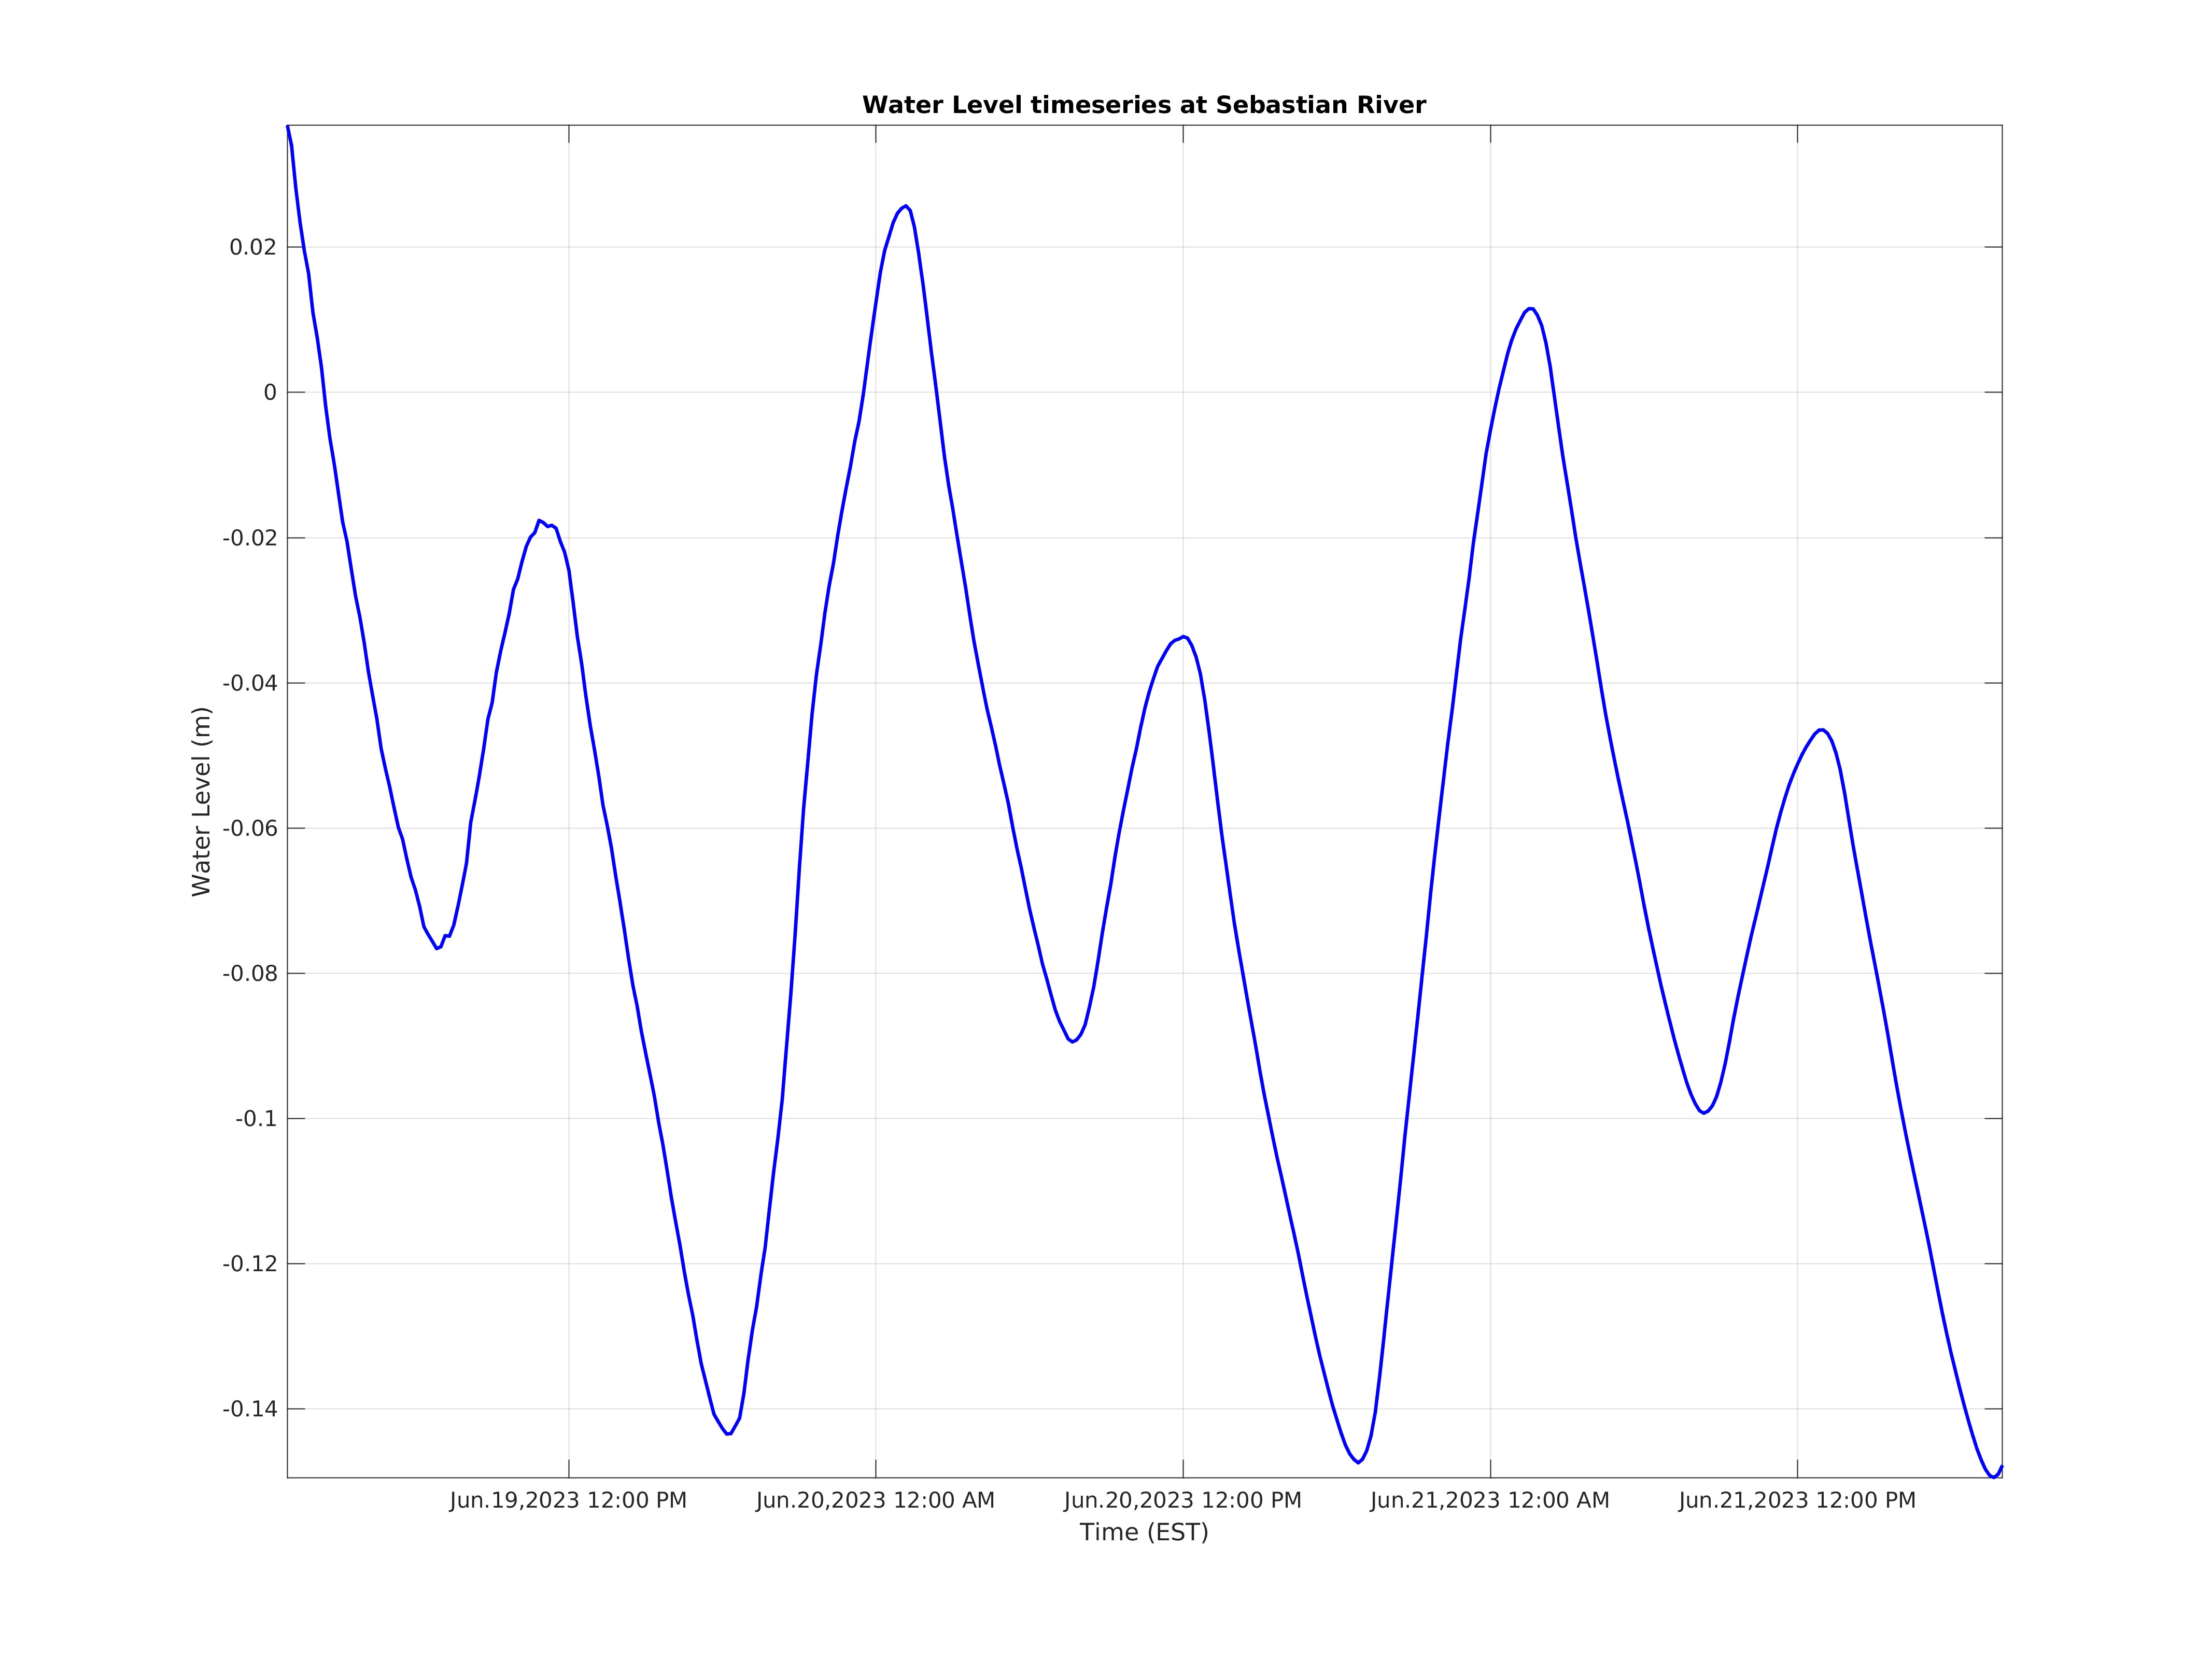 Water Level timeseries at Sebastian River
0.02
0
-0.02
-0.04
-0.06
-0.08
-0.1
-0.12
-0.14
Water Level (m)
Jun.19,2023 12:00 PM
Jun.20,2023 12:00 AM
Jun.20,2023 12:00 PM
Jun.21,2023 12:00 AM
Jun.21,2023 12:00 PM
Time (EST)